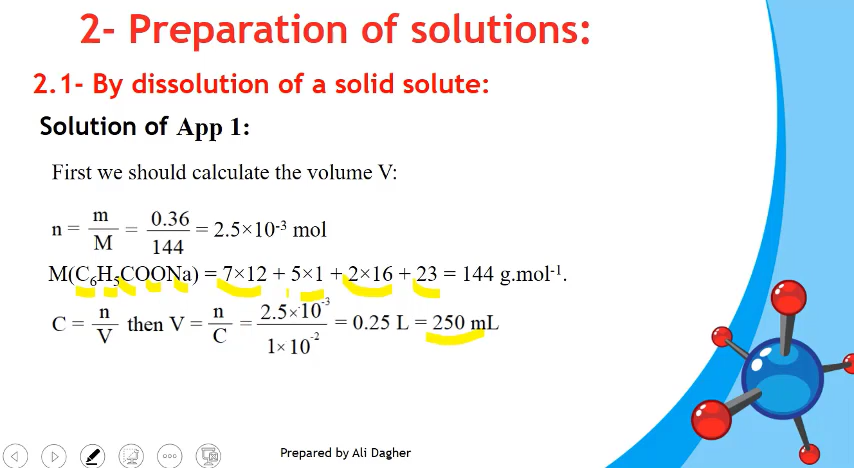 2- Preparation of solutions:
2.1- By dissolution of a solid solute:
Solution of App 1:
First we should calculate the volume V:
n = m/M = 0.36/144 = 2.5×10⁻³ mol
M(C₆H₅COONa) = 7×12 + 5×1 + 2×16 + 23 = 144 g.mol⁻¹.
C = n/V then V = n/C = 2.5×10⁻³/1×10⁻² = 0.25 L = 250 mL
Prepared by Ali Dagher